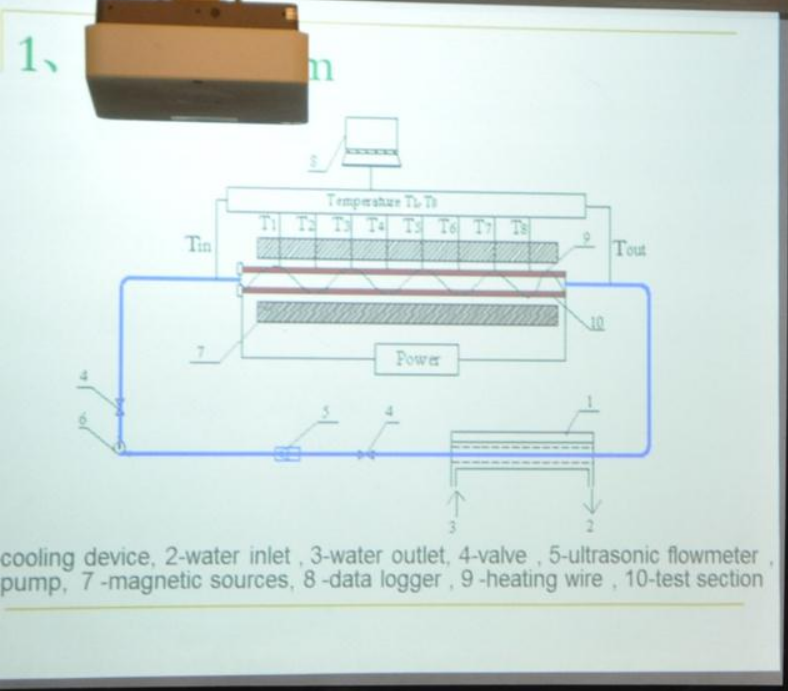 1、
m
8
Temperature T1, T8
T1 T2 T3 T4 T5 T6 T7 T8
9
Tin
Tout
10
7
Power
4
6
5
4
1
3
2
cooling device, 2-water inlet , 3-water outlet, 4-valve , 5-ultrasonic flowmeter ,
pump, 7 -magnetic sources, 8 -data logger , 9 -heating wire , 10-test section